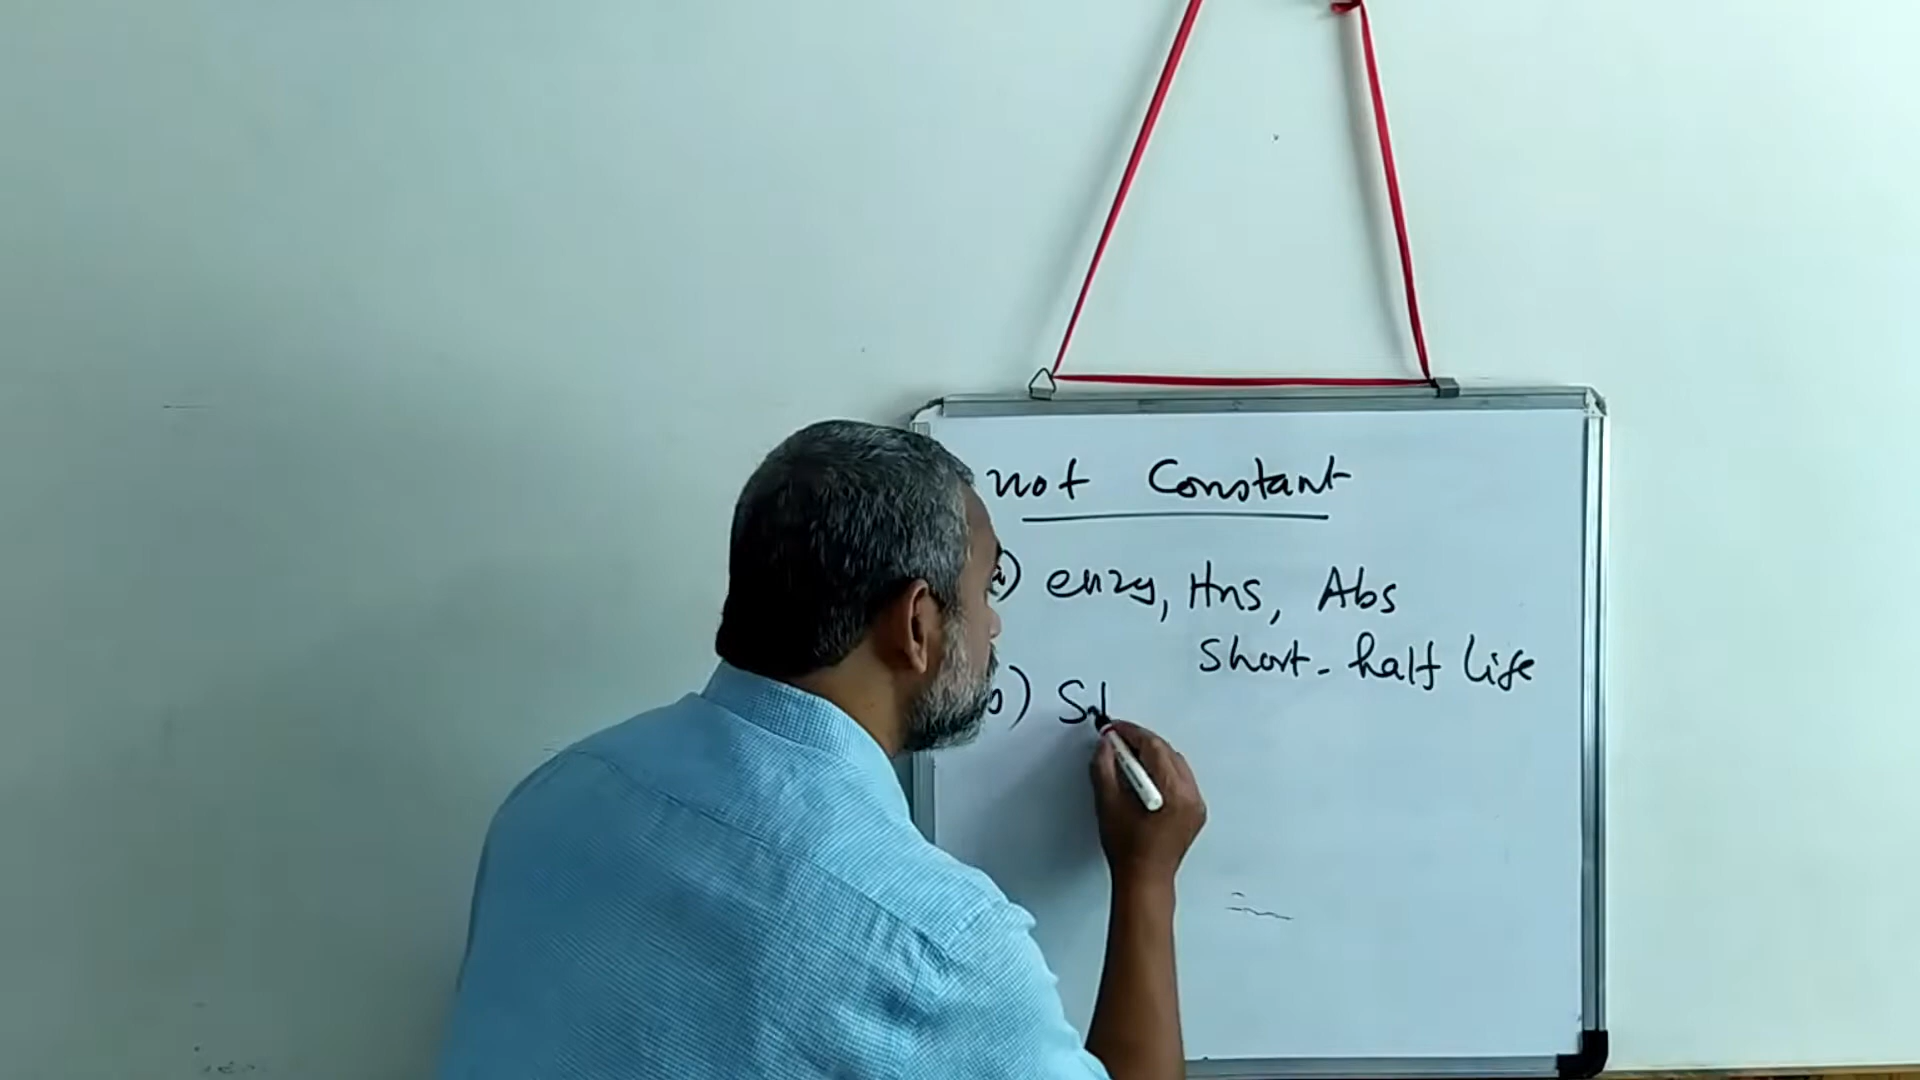 not Constant
a) enzy, Hns, Abs
Short-half life
b)